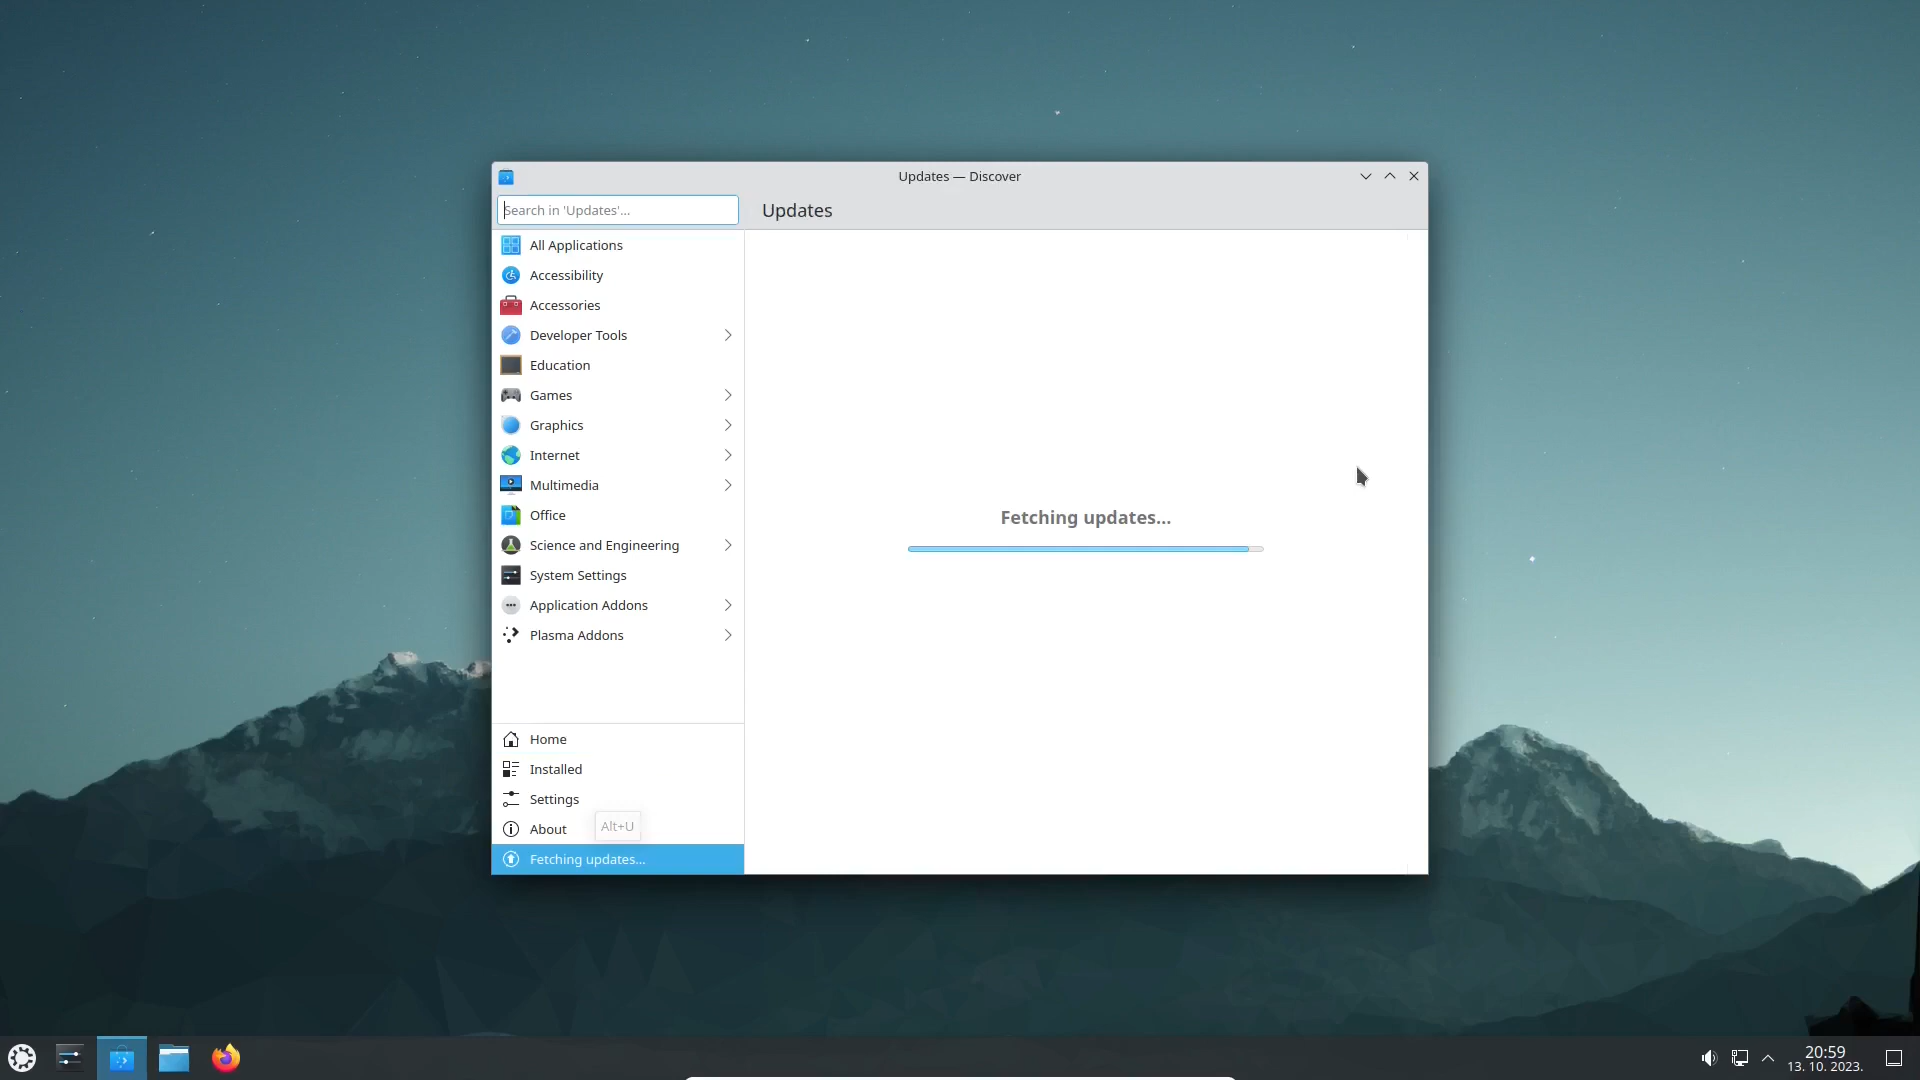 Updates — Discover
Search in 'Updates'...
Updates
All Applications
Accessibility
Accessories
Developer Tools
Education
Games
Graphics
Internet
Multimedia
Office
Science and Engineering
System Settings
Application Addons
Plasma Addons
Fetching updates...
Home
Installed
Settings
About
Alt+U
Fetching updates...
20:59
13. 10. 2023.